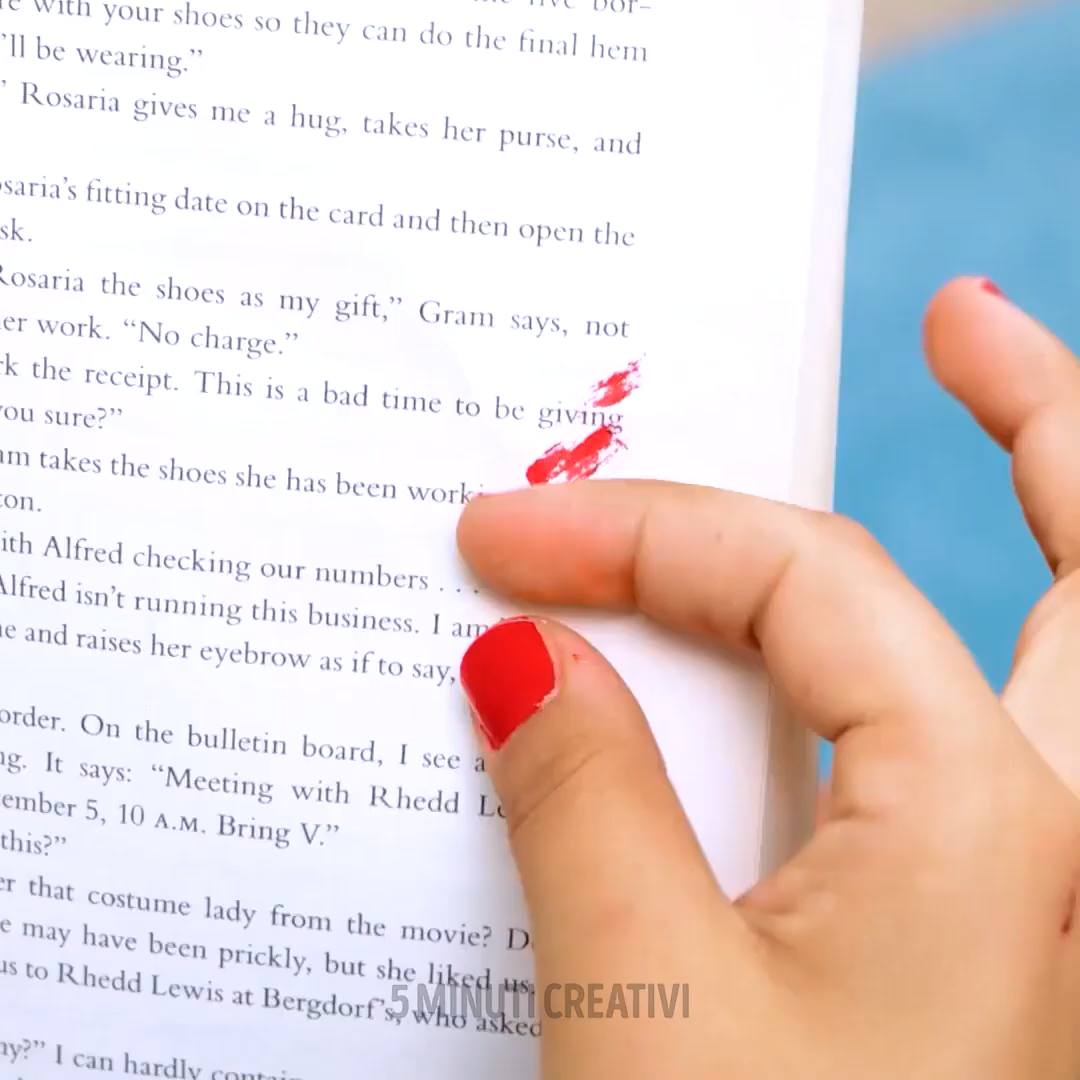 with your shoes so they can do the final hem
'll be wearing.”
” Rosaria gives me a hug, takes her purse, and
osaria's fitting date on the card and then open the
sk.
Rosaria the shoes as my gift,” Gram says, not
er work. “No charge.”
rk the receipt. This is a bad time to be giving
you sure?”
am takes the shoes she has been work
ton.
ith Alfred checking our numbers . . .
Alfred isn't running this business. I am
ne and raises her eyebrow as if to say,
order. On the bulletin board, I see a
ng. It says: “Meeting with Rhedd Le
ember 5, 10 A.M. Bring V.”
this?”
er that costume lady from the movie? D
e may have been prickly, but she liked us.
us to Rhedd Lewis at Bergdorf's, who asked
5 MINUTI CREATIVI
hy?” I can hardly contain